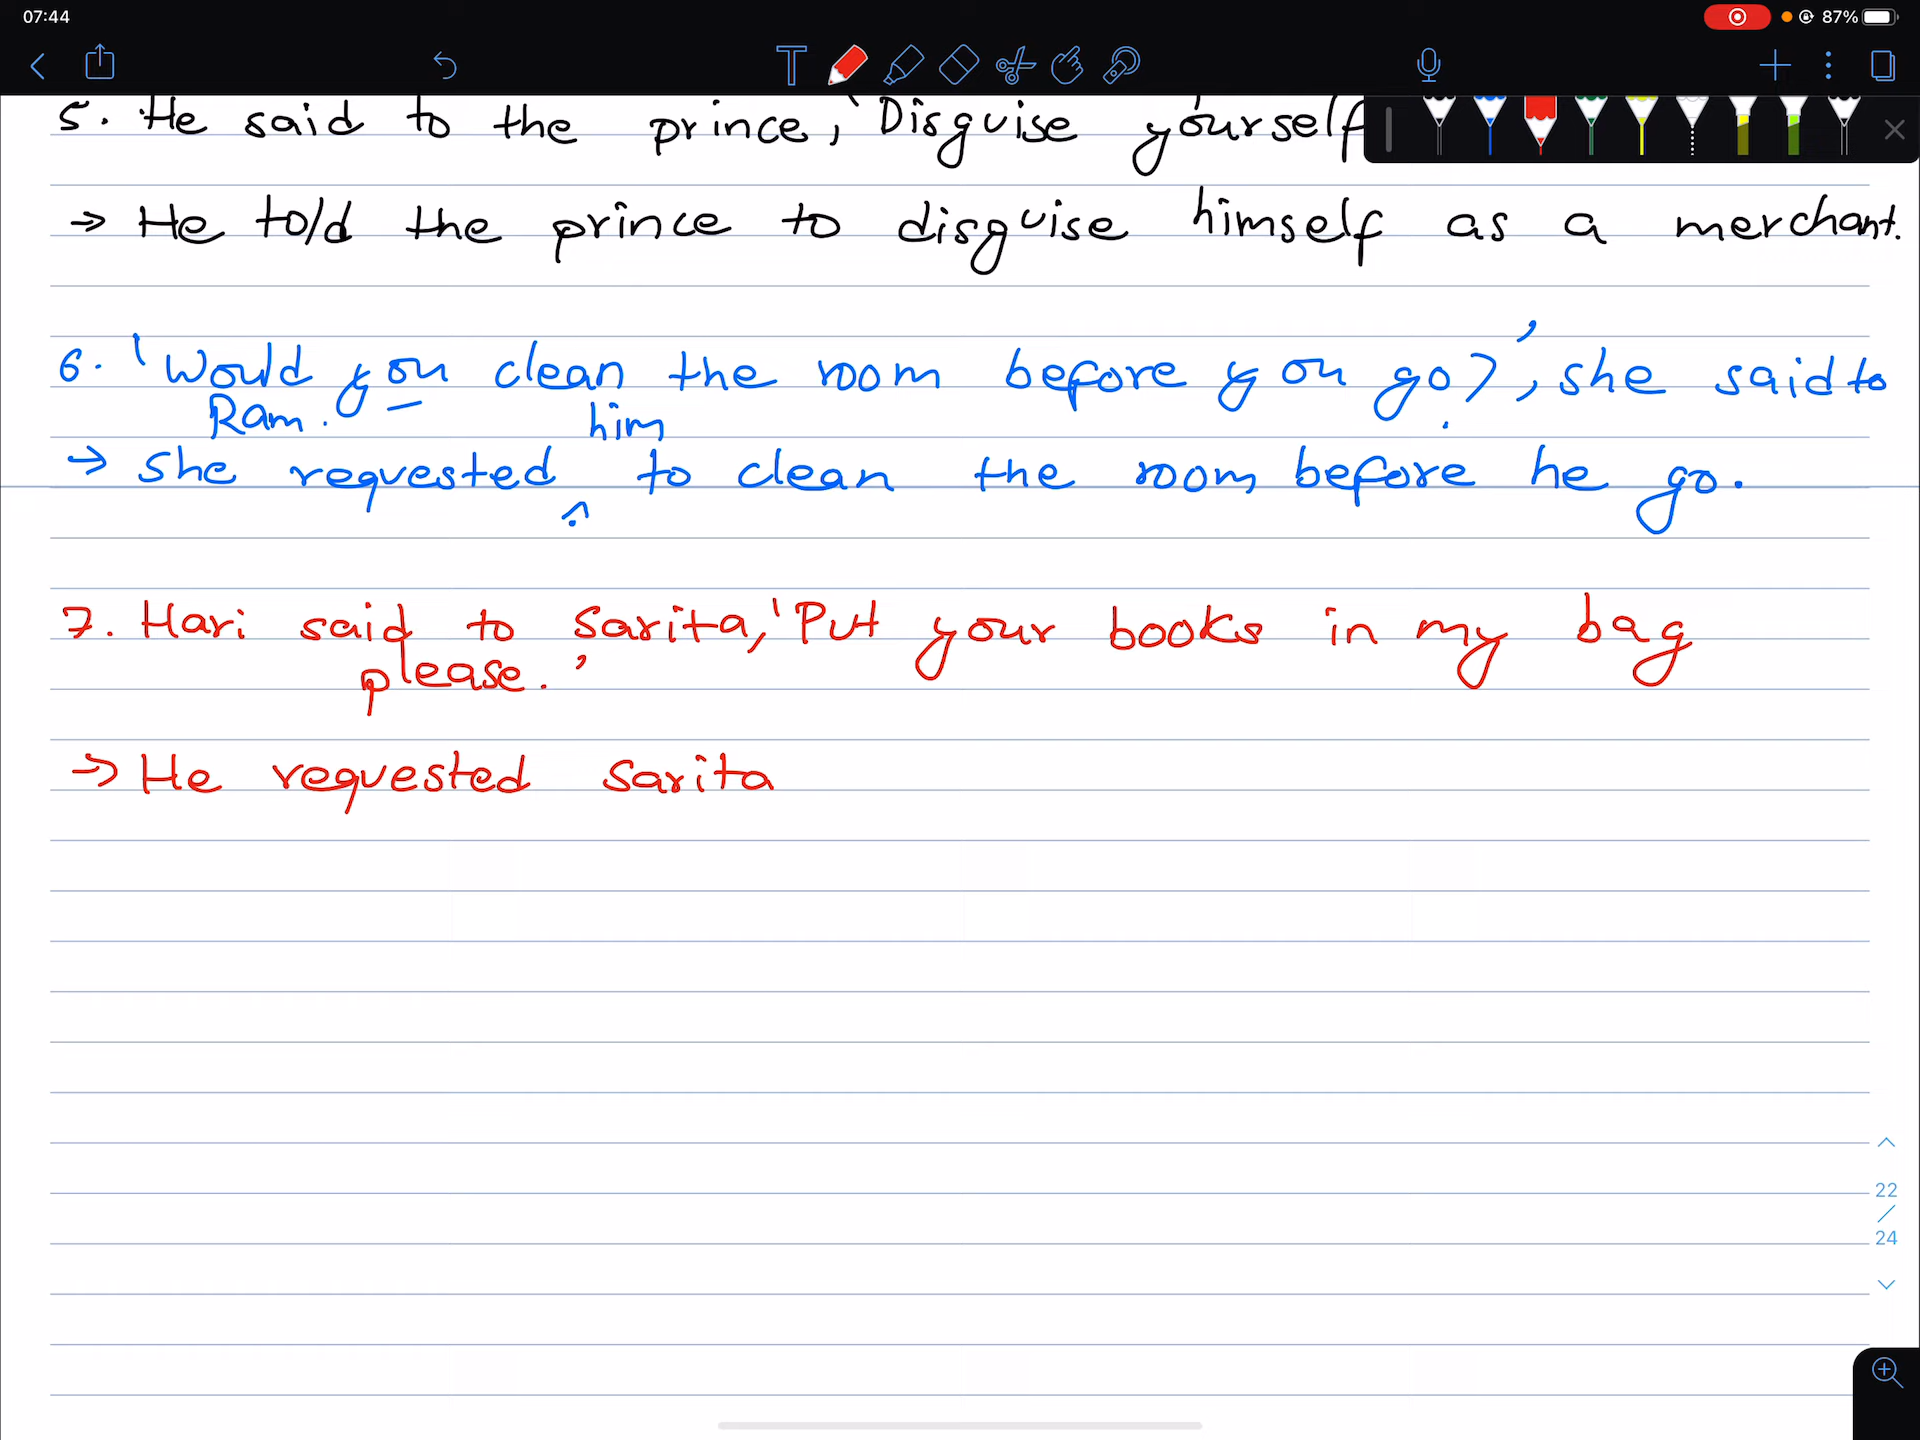 07:44
87%
5. He said to the prince, 'Disguise yourself
→ He told the prince to disguise himself as a merchant.
6. 'Would you clean the room before you go?', she said to
Ram.
him
→ She requested ^ to clean the room before he go.
7. Hari said to Sarita, 'Put your books in my bag
please.'
→ He requested Sarita
22
/
24